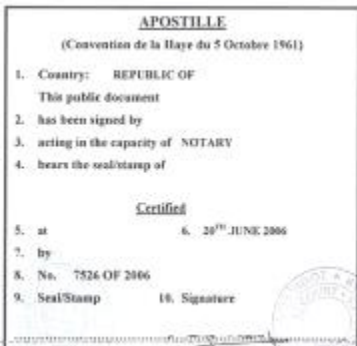 APOSTILLE
(Convention de la Haye du 5 Octobre 1961)
1. Country: REPUBLIC OF
This public document
2. has been signed by
3. acting in the capacity of NOTARY
4. bears the seal/stamp of
Certified
5. at 6. 20TH JUNE 2006
7. by
8. No. 7526 OF 2006
9. Seal/Stamp 10. Signature